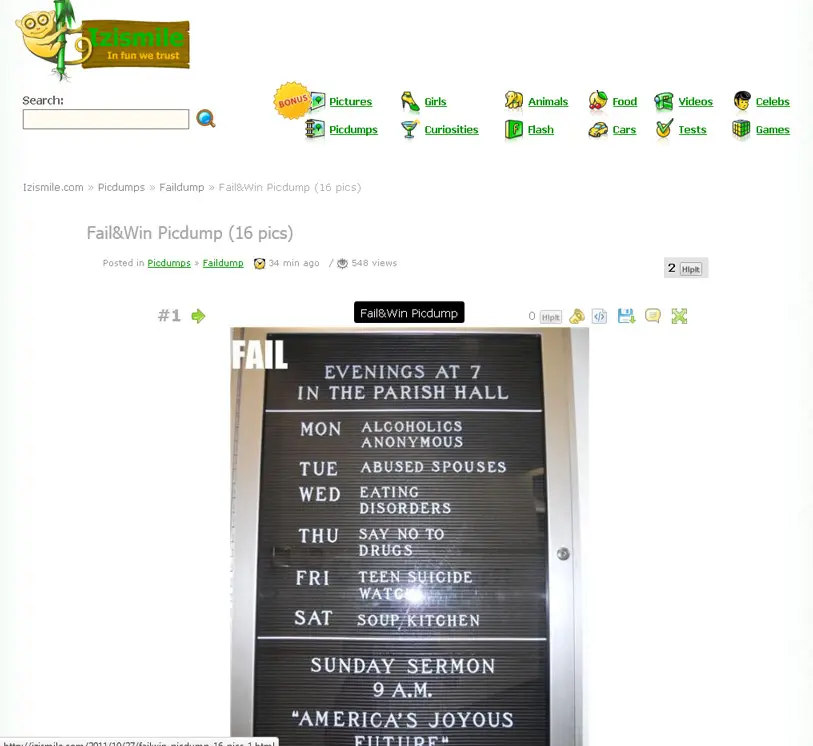 Izismile
In fun we trust
Search:
BONUS
Pictures
Girls
Animals
Food
Videos
Celebs
Picdumps
Curiosities
Flash
Cars
Tests
Games
Izismile.com » Picdumps » Faildump » Fail&Win Picdump (16 pics)
Fail&Win Picdump (16 pics)
Posted in Picdumps » Faildump 34 min ago / 548 views
2 HipIt
#1
Fail&Win Picdump
0 HipIt
FAIL
EVENINGS AT 7
IN THE PARISH HALL
MON ALCOHOLICS
ANONYMOUS
TUE ABUSED SPOUSES
WED EATING
DISORDERS
THU SAY NO TO
DRUGS
FRI TEEN SUICIDE
WATCH
SAT SOUP KITCHEN
SUNDAY SERMON
9 A.M.
"AMERICA'S JOYOUS
FUTURE"
http://izismile.com/2011/10/27/failwin_picdump_16_pics-1.html